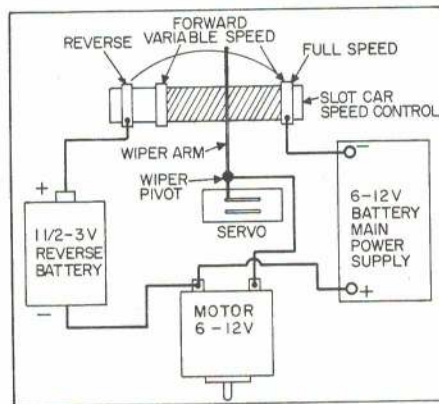 FORWARD
REVERSE VARIABLE SPEED
FULL SPEED
SLOT CAR
SPEED CONTROL
WIPER ARM
WIPER
PIVOT
SERVO
+
1 1/2-3V
REVERSE
BATTERY
−
−
6-12V
BATTERY
MAIN
POWER
SUPPLY
+
MOTOR
6-12V